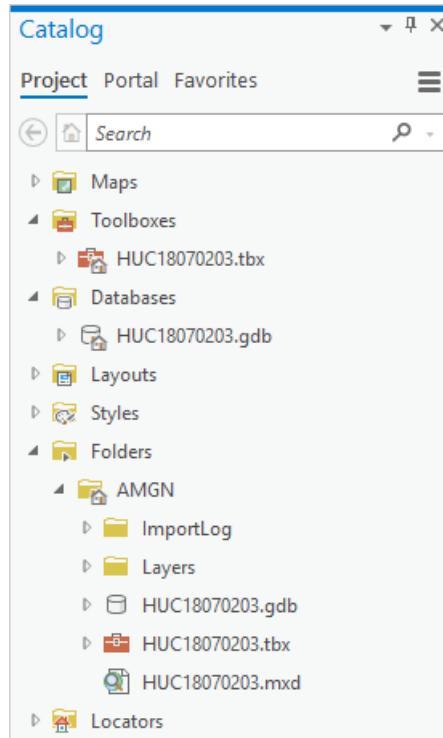 Catalog
Project Portal Favorites
Search
Maps
Toolboxes
HUC18070203.tbx
Databases
HUC18070203.gdb
Layouts
Styles
Folders
AMGN
ImportLog
Layers
HUC18070203.gdb
HUC18070203.tbx
HUC18070203.mxd
Locators